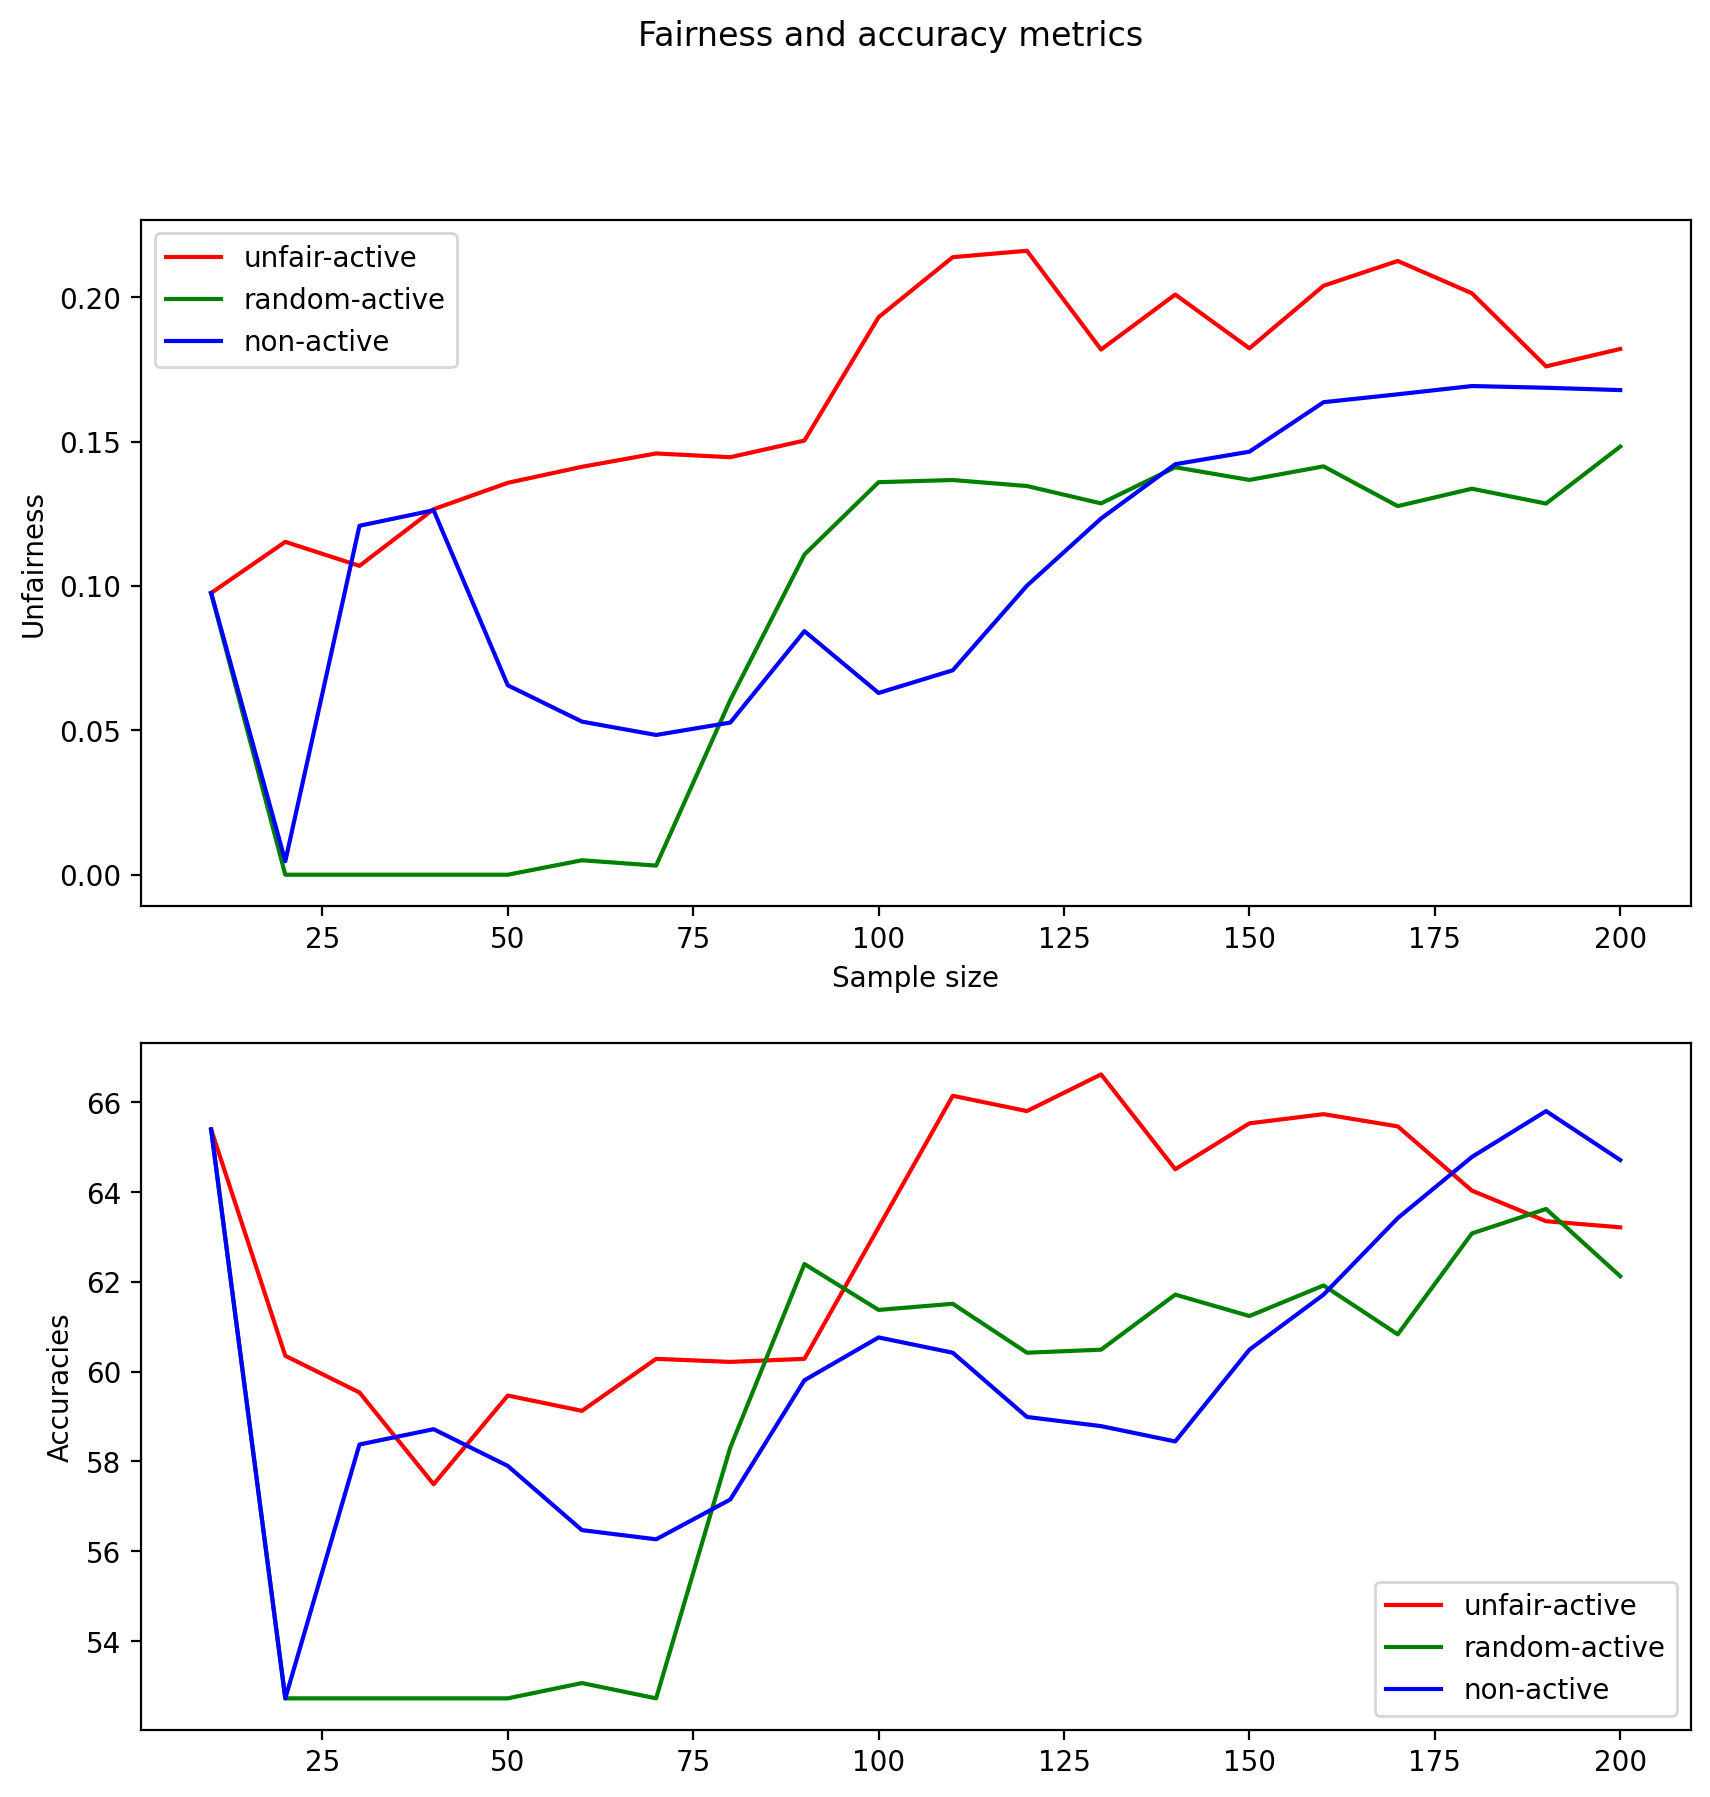 Fairness and accuracy metrics
unfair-active
random-active
non-active
Unfairness
0.20
0.15
0.10
0.05
0.00
25 50 75 100 125 150 175 200
Sample size
Accuracies
66
64
62
60
58
56
54
unfair-active
random-active
non-active
25 50 75 100 125 150 175 200